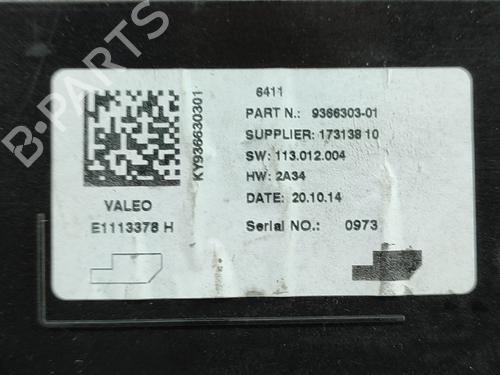 6411
PART N.: 9366303-01
SUPPLIER: 173138 10
SW: 113.012.004
HW: 2A34
DATE: 20.10.14
Serial NO.: 0973
KY936630301
VALEO
E1113378 H
B-PARTS